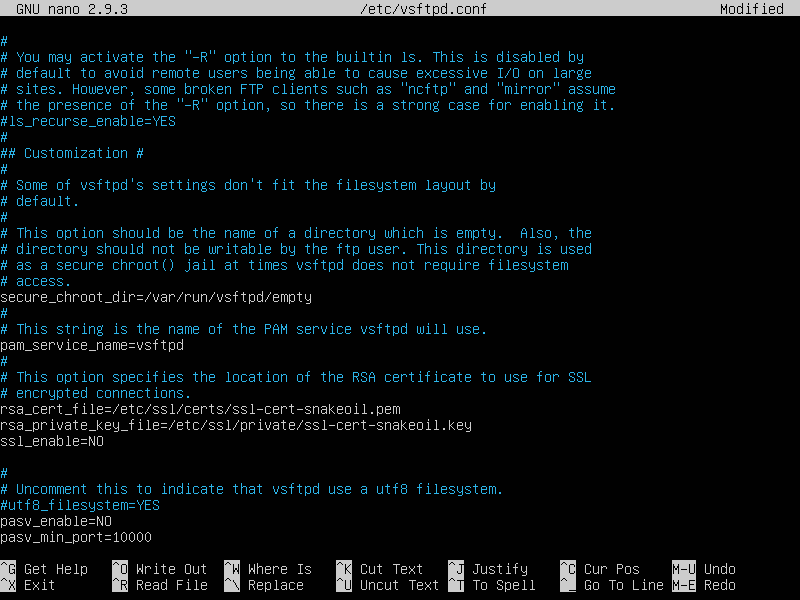 GNU nano 2.9.3 /etc/vsftpd.conf Modified
#
# You may activate the "-R" option to the builtin ls. This is disabled by
# default to avoid remote users being able to cause excessive I/O on large
# sites. However, some broken FTP clients such as "ncftp" and "mirror" assume
# the presence of the "-R" option, so there is a strong case for enabling it.
#ls_recurse_enable=YES
#
## Customization #
#
# Some of vsftpd's settings don't fit the filesystem layout by
# default.
#
# This option should be the name of a directory which is empty.  Also, the
# directory should not be writable by the ftp user. This directory is used
# as a secure chroot() jail at times vsftpd does not require filesystem
# access.
secure_chroot_dir=/var/run/vsftpd/empty
#
# This string is the name of the PAM service vsftpd will use.
pam_service_name=vsftpd
#
# This option specifies the location of the RSA certificate to use for SSL
# encrypted connections.
rsa_cert_file=/etc/ssl/certs/ssl-cert-snakeoil.pem
rsa_private_key_file=/etc/ssl/private/ssl-cert-snakeoil.key
ssl_enable=NO
#
# Uncomment this to indicate that vsftpd use a utf8 filesystem.
#utf8_filesystem=YES
pasv_enable=NO
pasv_min_port=10000
^G Get Help ^O Write Out ^W Where Is ^K Cut Text ^J Justify ^C Cur Pos M-U Undo
^X Exit ^R Read File ^\ Replace ^U Uncut Text ^T To Spell ^_ Go To Line M-E Redo